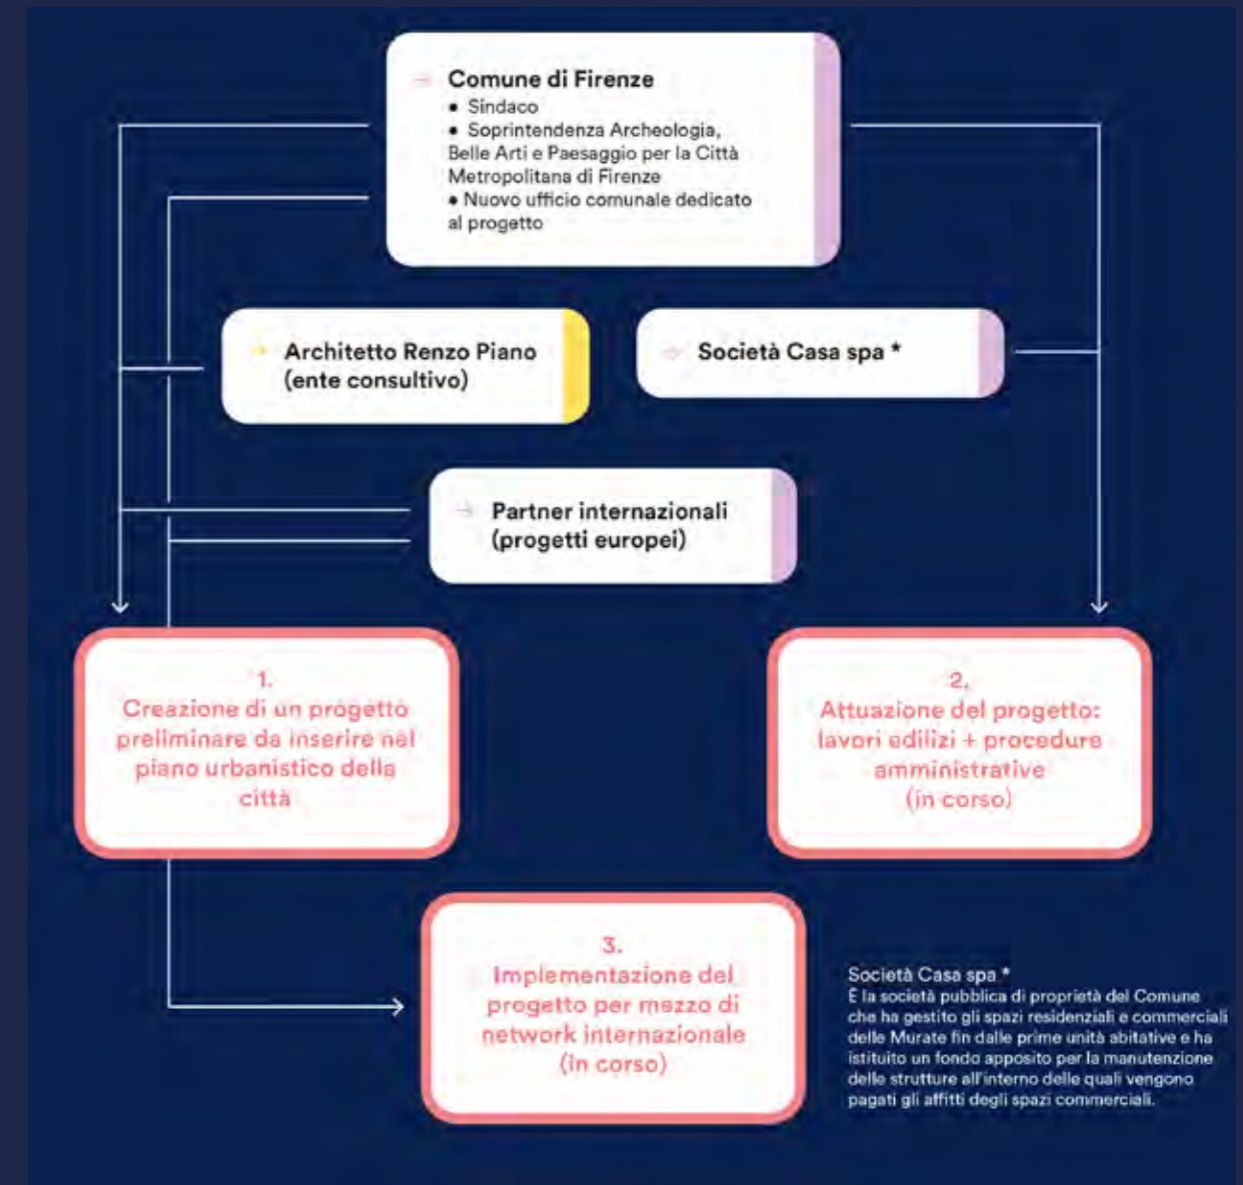 Comune di Firenze
• Sindaco
• Soprintendenza Archeologia,
Belle Arti e Paesaggio per la Città
Metropolitana di Firenze
• Nuovo ufficio comunale dedicato
al progetto
Architetto Renzo Piano
(ente consultivo)
Società Casa spa *
Partner internazionali
(progetti europei)
1.
Creazione di un progetto
preliminare da inserire nel
piano urbanistico della
città
2.
Attuazione del progetto:
lavori edilizi + procedure
amministrative
(in corso)
3.
Implementazione del
progetto per mezzo di
network internazionale
(in corso)
Società Casa spa *
È la società pubblica di proprietà del Comune
che ha gestito gli spazi residenziali e commerciali
delle Murate fin dalle prime unità abitative e ha
istituito un fondo apposito per la manutenzione
delle strutture all'interno delle quali vengono
pagati gli affitti degli spazi commerciali.